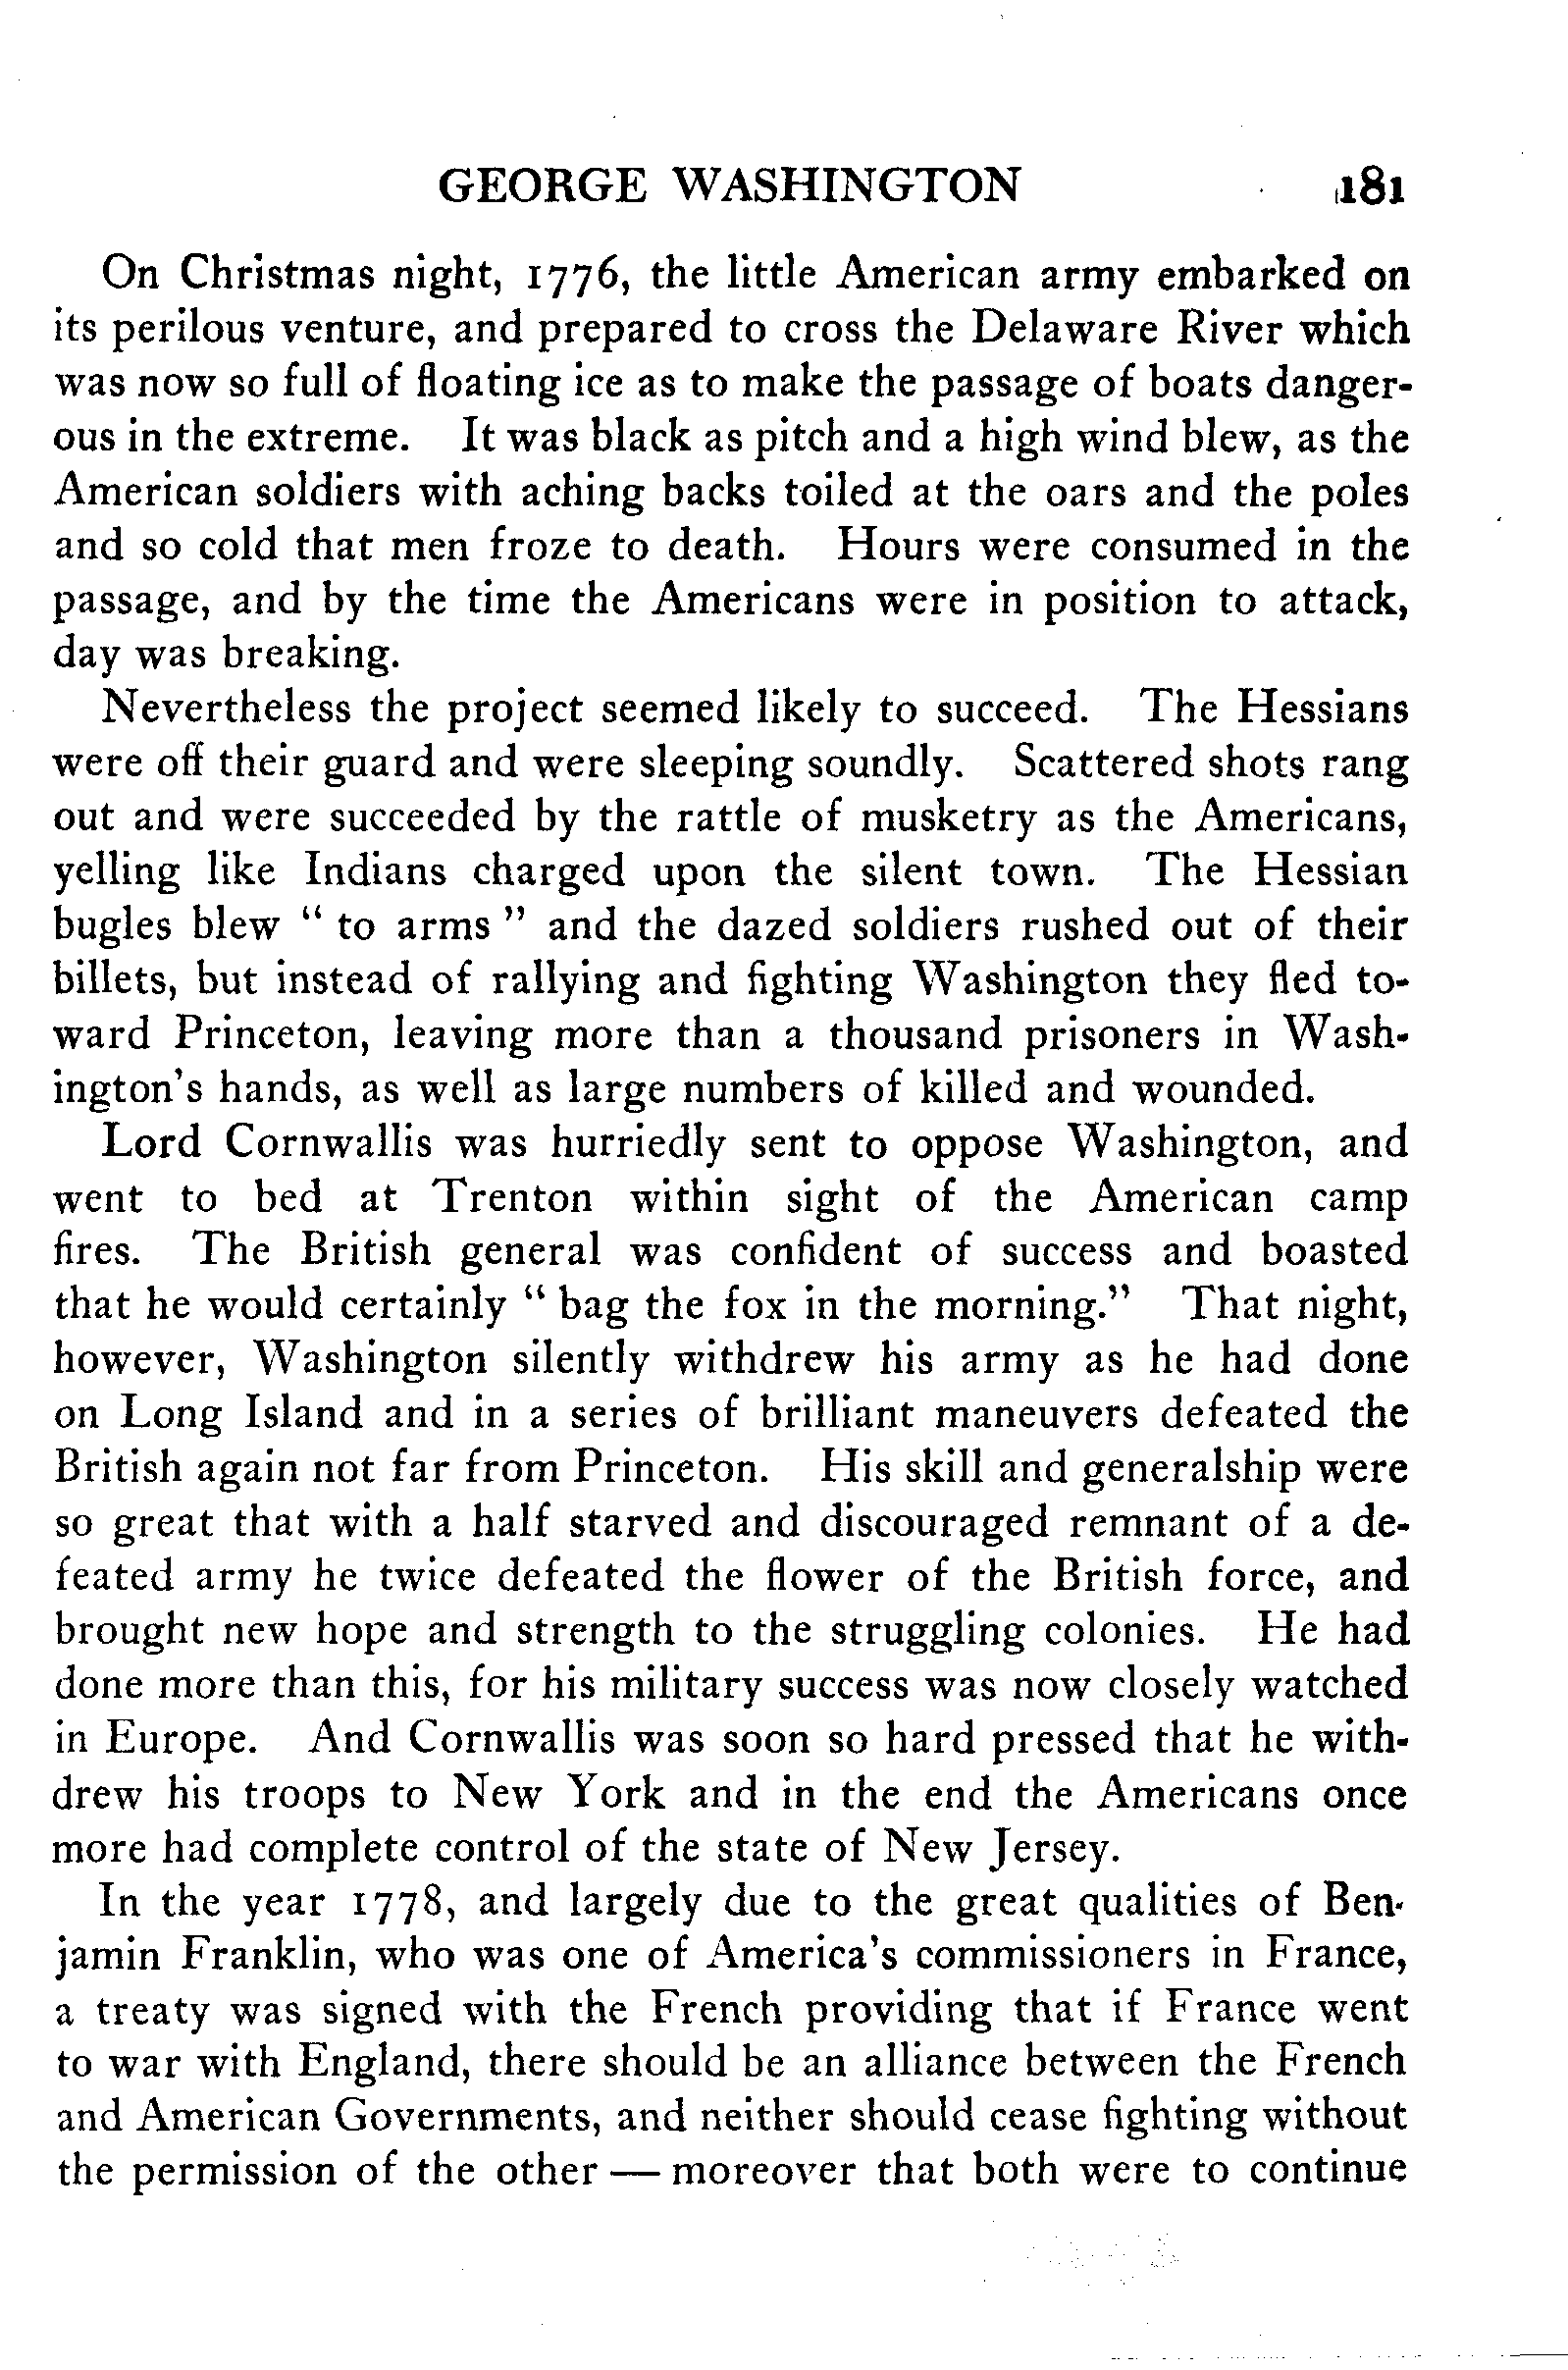 GEORGE WASHINGTON 181
On Christmas night, 1776, the little American army embarked on
its perilous venture, and prepared to cross the Delaware River which
was now so full of floating ice as to make the passage of boats danger-
ous in the extreme. It was black as pitch and a high wind blew, as the
American soldiers with aching backs toiled at the oars and the poles
and so cold that men froze to death. Hours were consumed in the
passage, and by the time the Americans were in position to attack,
day was breaking.
Nevertheless the project seemed likely to succeed. The Hessians
were off their guard and were sleeping soundly. Scattered shots rang
out and were succeeded by the rattle of musketry as the Americans,
yelling like Indians charged upon the silent town. The Hessian
bugles blew “ to arms ” and the dazed soldiers rushed out of their
billets, but instead of rallying and fighting Washington they fled to-
ward Princeton, leaving more than a thousand prisoners in Wash-
ington's hands, as well as large numbers of killed and wounded.
Lord Cornwallis was hurriedly sent to oppose Washington, and
went to bed at Trenton within sight of the American camp
fires. The British general was confident of success and boasted
that he would certainly “ bag the fox in the morning.” That night,
however, Washington silently withdrew his army as he had done
on Long Island and in a series of brilliant maneuvers defeated the
British again not far from Princeton. His skill and generalship were
so great that with a half starved and discouraged remnant of a de-
feated army he twice defeated the flower of the British force, and
brought new hope and strength to the struggling colonies. He had
done more than this, for his military success was now closely watched
in Europe. And Cornwallis was soon so hard pressed that he with-
drew his troops to New York and in the end the Americans once
more had complete control of the state of New Jersey.
In the year 1778, and largely due to the great qualities of Ben-
jamin Franklin, who was one of America's commissioners in France,
a treaty was signed with the French providing that if France went
to war with England, there should be an alliance between the French
and American Governments, and neither should cease fighting without
the permission of the other — moreover that both were to continue